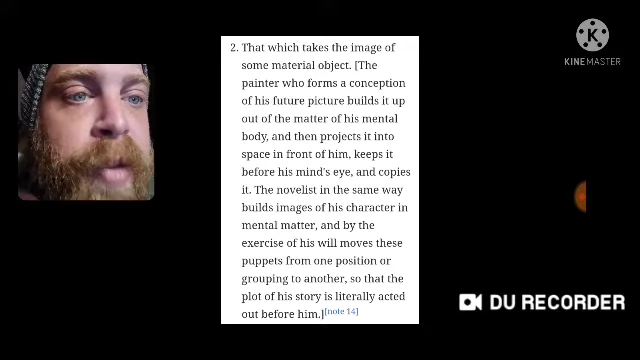 2. That which takes the image of
some material object. [The
painter who forms a conception
of his future picture builds it up
out of the matter of his mental
body, and then projects it into
space in front of him, keeps it
before his mind's eye, and copies
it. The novelist in the same way
builds images of his character in
mental matter, and by the
exercise of his will moves these
puppets from one position or
grouping to another, so that the
plot of his story is literally acted
out before him.][note 14]
KINEMASTER
DU RECORDER